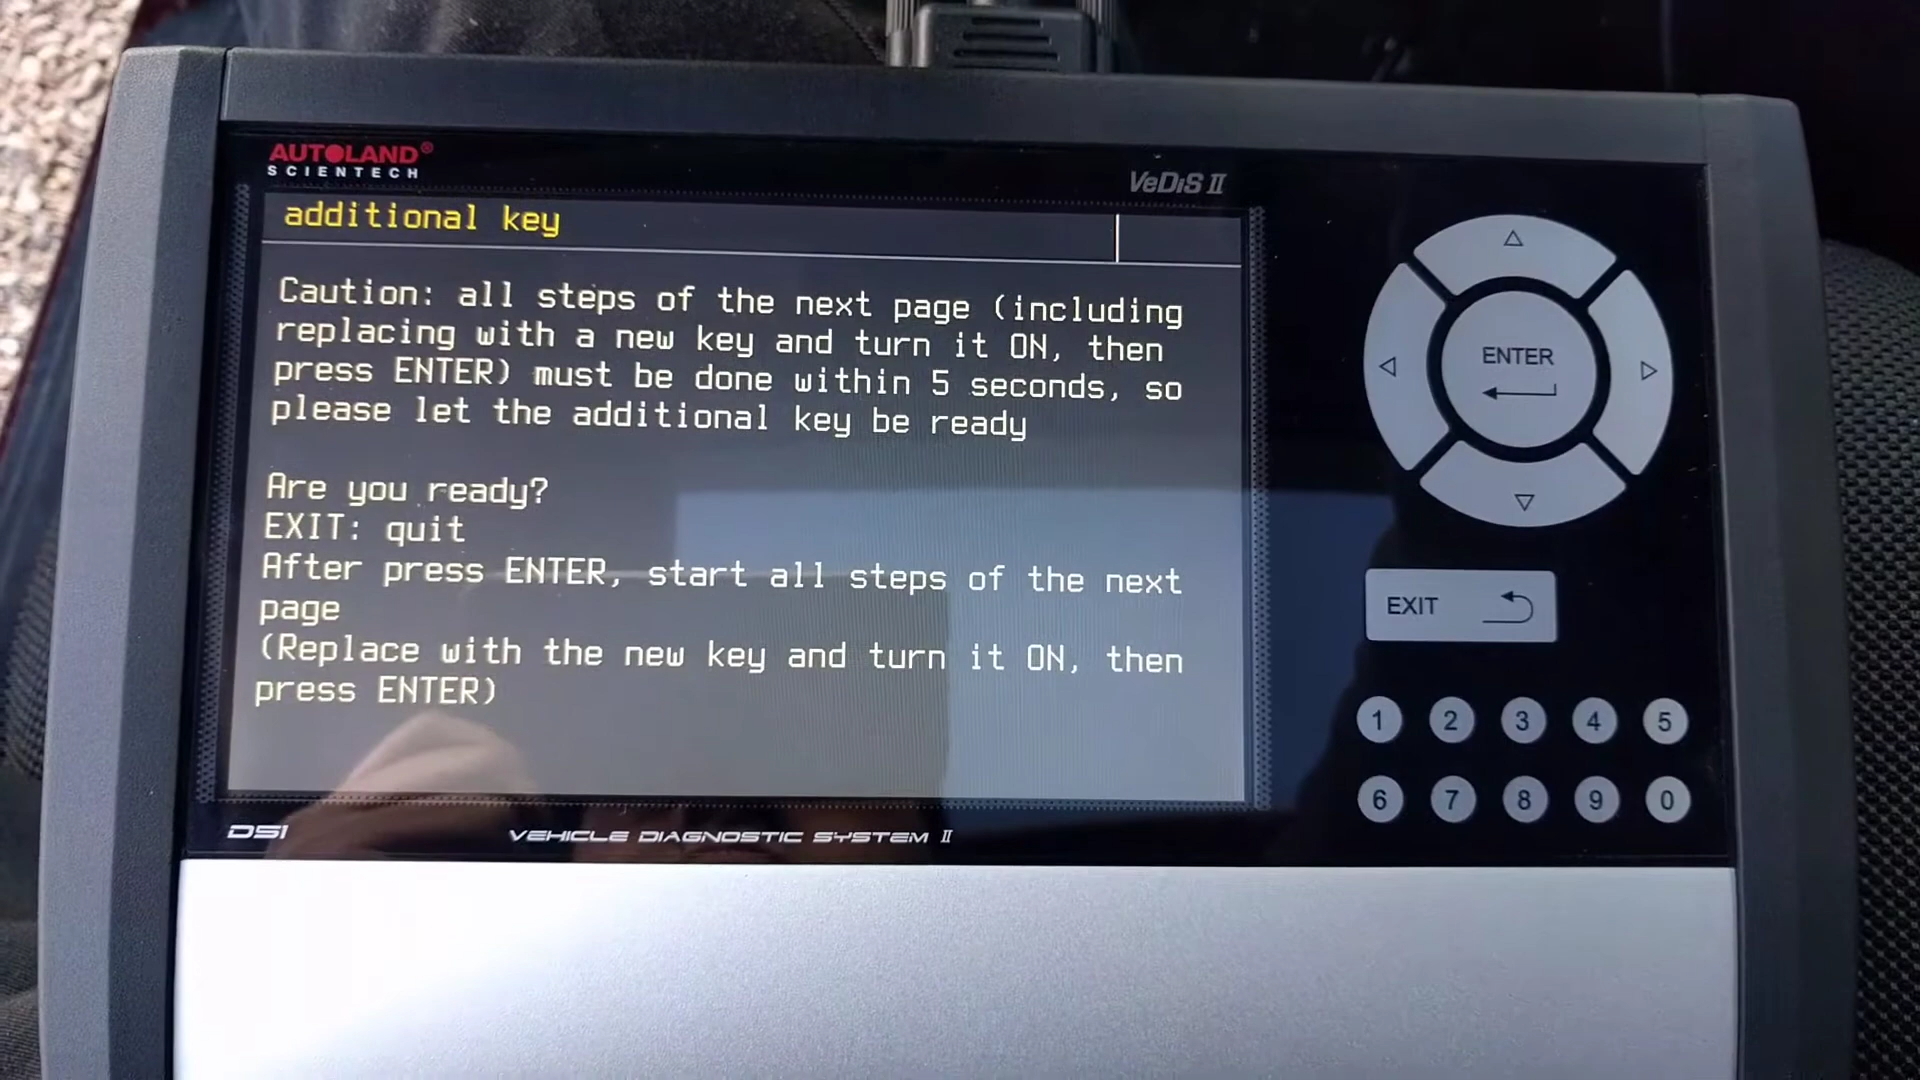 AUTOLAND®
SCIENTECH
VeDiS II
additional key
Caution: all steps of the next page (including
replacing with a new key and turn it ON, then
press ENTER) must be done within 5 seconds, so
please let the additional key be ready
Are you ready?
EXIT: quit
After press ENTER, start all steps of the next
page
(Replace with the new key and turn it ON, then
press ENTER)
ENTER
EXIT
1 2 3 4 5
6 7 8 9 0
DS1 VEHICLE DIAGNOSTIC SYSTEM II